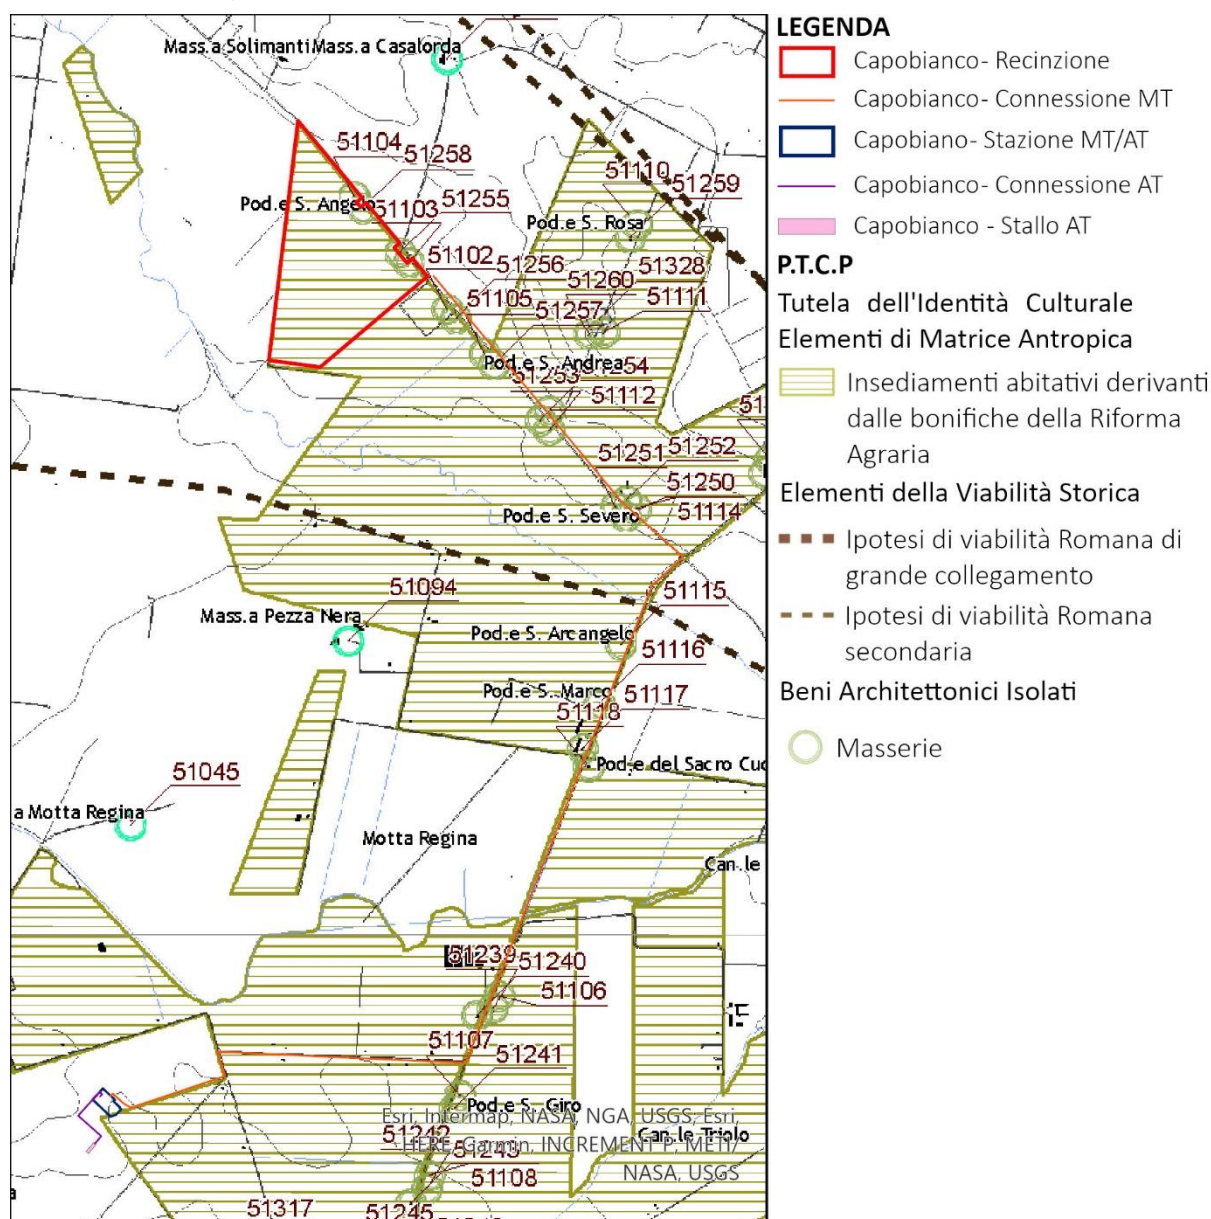 Mass.a Solimanti Mass.a Casalorda
51104
51258
51110
51259
Pod.e S. Angelo
51103
51255
Pod.e S. Rosa
51102
51256
51260
51328
51105
51257
51111
Pod.e S. Andrea
51253
51254
51112
51251
51252
51250
Pod.e S. Severo
51114
51094
51115
Mass.a Pezza Nera
Pod.e S. Arcangelo
51116
Pod.e S. Marco
51117
51118
Pod.e del Sacro Cuo
51045
a Motta Regina
Motta Regina
Can.le
51239
51240
51106
51107
51241
Pod.e S. Giro
Can.le Triolo
51242
51243
51108
51317
51245
Esri, Intermap, NASA, NGA, USGS; Esri,
HERE, Garmin, INCREMENT P, METI/
NASA, USGS
LEGENDA
Capobianco - Recinzione
Capobianco - Connessione MT
Capobiano - Stazione MT/AT
Capobianco - Connessione AT
Capobianco - Stallo AT
P.T.C.P
Tutela dell'Identità Culturale
Elementi di Matrice Antropica
Insediamenti abitativi derivanti
dalle bonifiche della Riforma
Agraria
Elementi della Viabilità Storica
Ipotesi di viabilità Romana di
grande collegamento
Ipotesi di viabilità Romana
secondaria
Beni Architettonici Isolati
Masserie